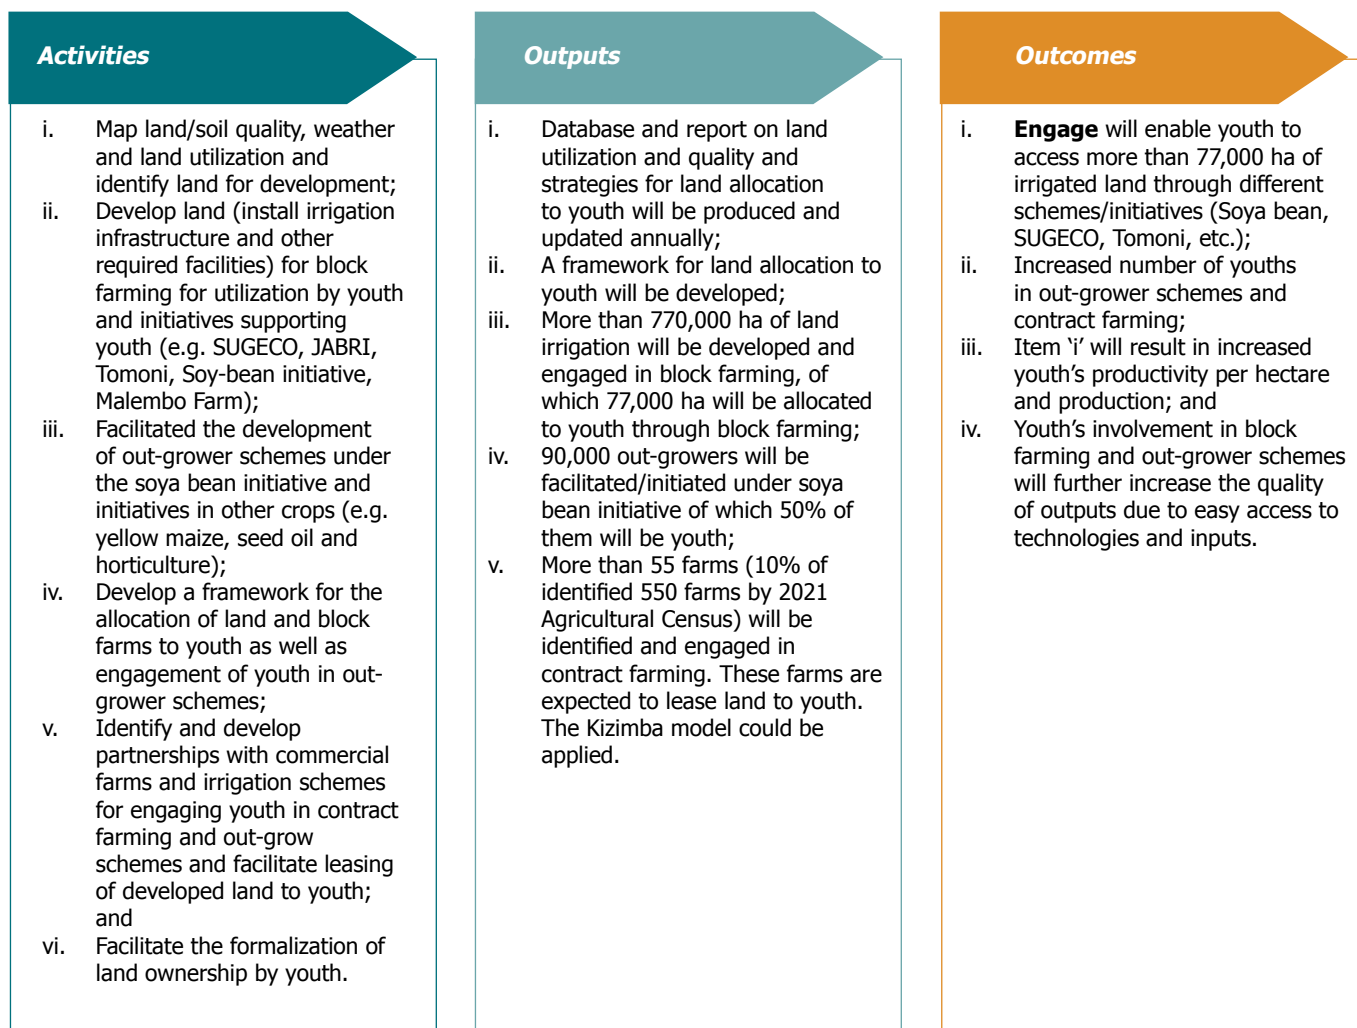 Activities
i. Map land/soil quality, weather
and land utilization and
identify land for development;
ii. Develop land (install irrigation
infrastructure and other
required facilities) for block
farming for utilization by youth
and initiatives supporting
youth (e.g. SUGECO, JABRI,
Tomoni, Soy-bean initiative,
Malembo Farm);
iii. Facilitated the development
of out-grower schemes under
the soya bean initiative and
initiatives in other crops (e.g.
yellow maize, seed oil and
horticulture);
iv. Develop a framework for the
allocation of land and block
farms to youth as well as
engagement of youth in out-
grower schemes;
v. Identify and develop
partnerships with commercial
farms and irrigation schemes
for engaging youth in contract
farming and out-grow
schemes and facilitate leasing
of developed land to youth;
and
vi. Facilitate the formalization of
land ownership by youth.
Outputs
i. Database and report on land
utilization and quality and
strategies for land allocation
to youth will be produced and
updated annually;
ii. A framework for land allocation to
youth will be developed;
iii. More than 770,000 ha of land
irrigation will be developed and
engaged in block farming, of
which 77,000 ha will be allocated
to youth through block farming;
iv. 90,000 out-growers will be
facilitated/initiated under soya
bean initiative of which 50% of
them will be youth;
v. More than 55 farms (10% of
identified 550 farms by 2021
Agricultural Census) will be
identified and engaged in
contract farming. These farms are
expected to lease land to youth.
The Kizimba model could be
applied.
Outcomes
i. Engage will enable youth to
access more than 77,000 ha of
irrigated land through different
schemes/initiatives (Soya bean,
SUGECO, Tomoni, etc.);
ii. Increased number of youths
in out-grower schemes and
contract farming;
iii. Item ‘i’ will result in increased
youth’s productivity per hectare
and production; and
iv. Youth’s involvement in block
farming and out-grower schemes
will further increase the quality
of outputs due to easy access to
technologies and inputs.